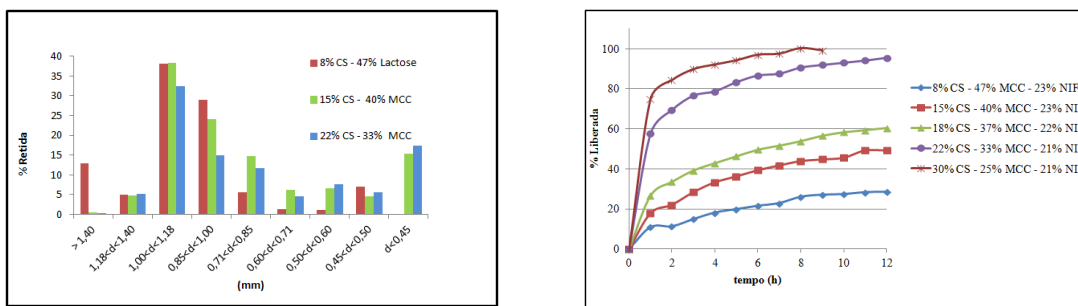 40
35
30
25
20
15
10
5
0
% Retida
8% CS - 47% Lactose
15% CS - 40% MCC
22% CS - 33% MCC
> 1,40
1,18<d<1,40
1,00<d<1,18
0,85<d<1,00
0,71<d<0,85
0,60<d<0,71
0,50<d<0,60
0,45<d<0,50
d<0,45
(mm)
100
80
60
40
20
0
% Liberada
0 2 4 6 8 10 12
tempo (h)
8% CS - 47% MCC - 23% NIF
15% CS - 40% MCC - 23% NI
18% CS - 37% MCC - 22% NI
22% CS - 33% MCC - 21% NI
30% CS - 25% MCC - 21% NI